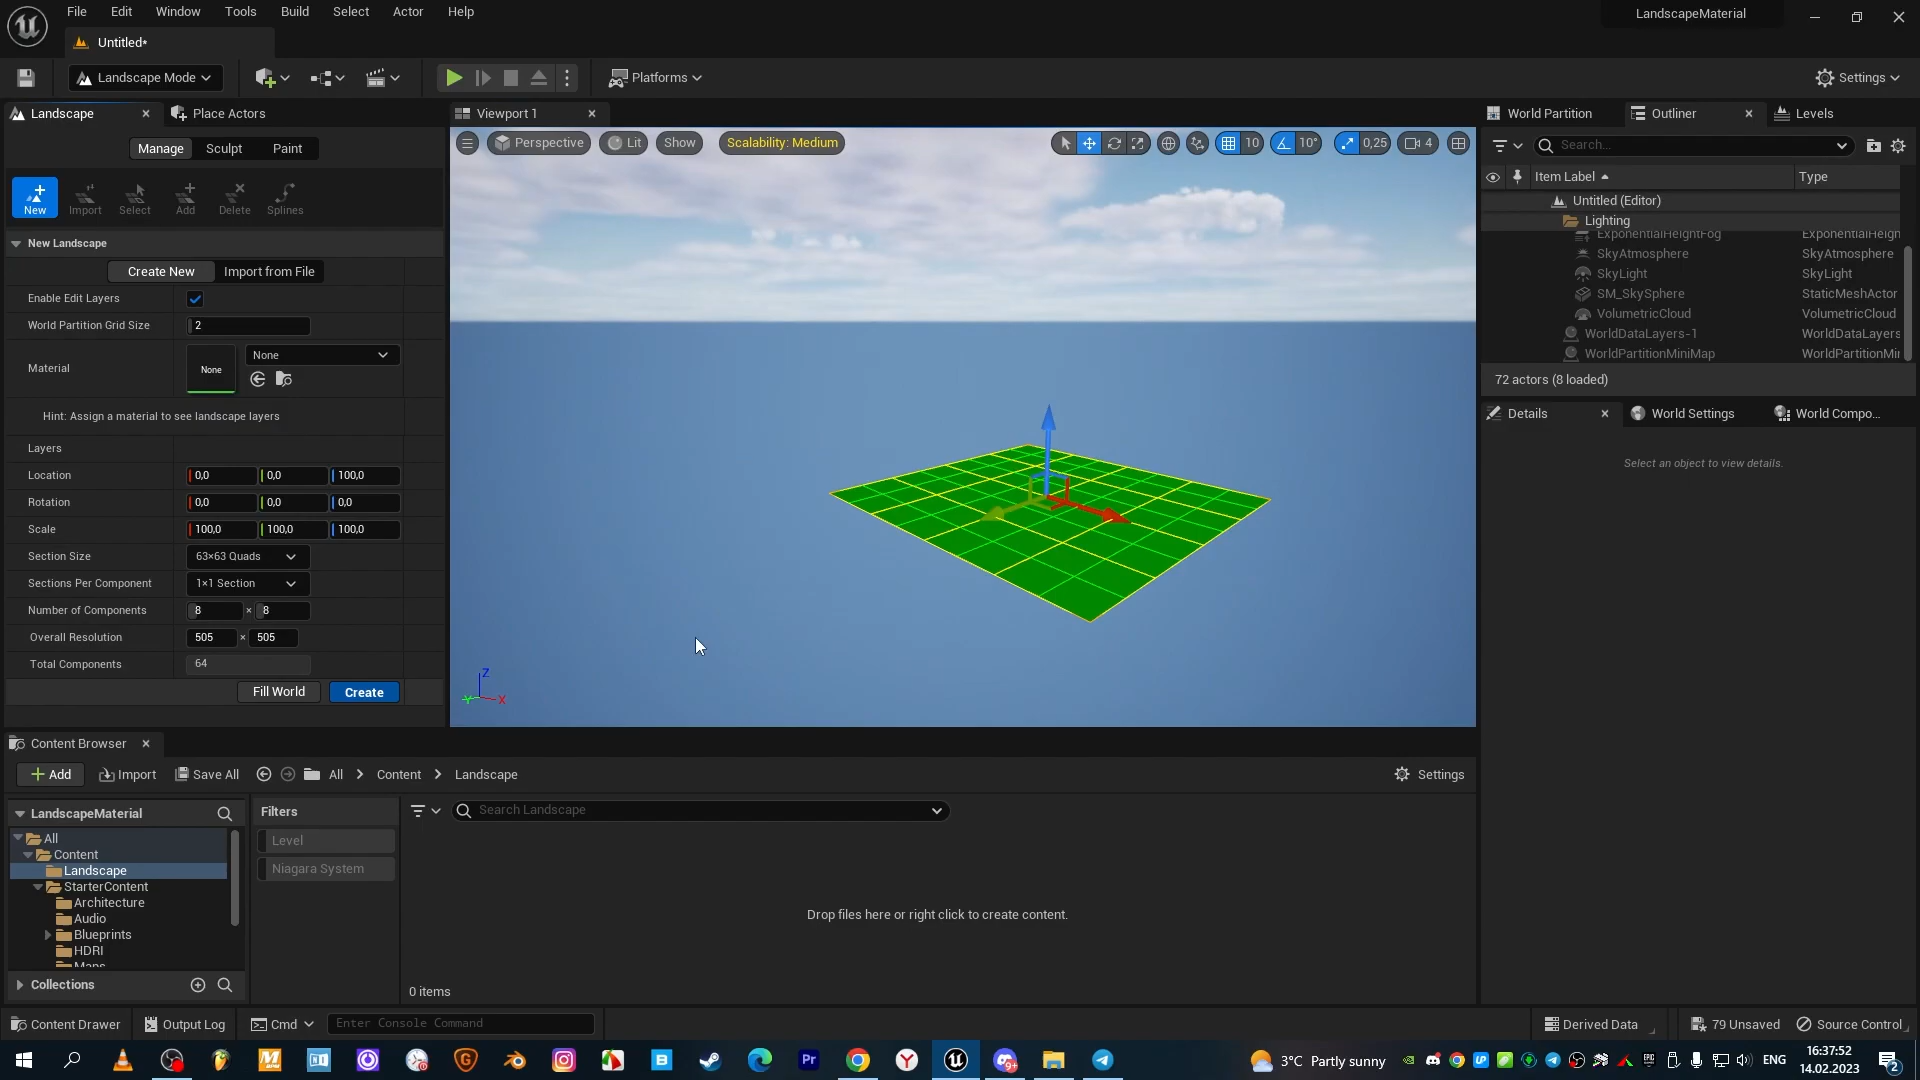 File Edit Window Tools Build Select Actor Help
LandscapeMaterial
Untitled*
Landscape Mode
Platforms
Settings
Landscape
Place Actors
Manage Sculpt Paint
New Import Select Add Delete Splines
New Landscape
Create New Import from File
Enable Edit Layers
World Partition Grid Size 2
Material None None
Hint: Assign a material to see landscape layers
Layers
Location 0,0 0,0 100,0
Rotation 0,0 0,0 0,0
Scale 100,0 100,0 100,0
Section Size 63×63 Quads
Sections Per Component 1×1 Section
Number of Components 8 × 8
Overall Resolution 505 × 505
Total Components 64
Fill World Create
Viewport 1
Perspective Lit Show Scalability: Medium
10 10° 0,25 4
Z
Y X
World Partition Outliner Levels
Search...
Item Label Type
Untitled (Editor)
Lighting
ExponentialHeightFog ExponentialHeigh
SkyAtmosphere SkyAtmosphere
SkyLight SkyLight
SM_SkySphere StaticMeshActor
VolumetricCloud VolumetricCloud
WorldDataLayers-1 WorldDataLayers
WorldPartitionMiniMap WorldPartitionMin
72 actors (8 loaded)
Details World Settings World Compo...
Select an object to view details.
Content Browser
Add Import Save All All Content Landscape
Settings
LandscapeMaterial
All
Content
Landscape
StarterContent
Architecture
Audio
Blueprints
HDRI
Maps
Collections
Filters
Level
Niagara System
Search Landscape
Drop files here or right click to create content.
0 items
Content Drawer Output Log Cmd Enter Console Command
Derived Data 79 Unsaved Source Control
3°C Partly sunny
ENG
16:37:52
14.02.2023